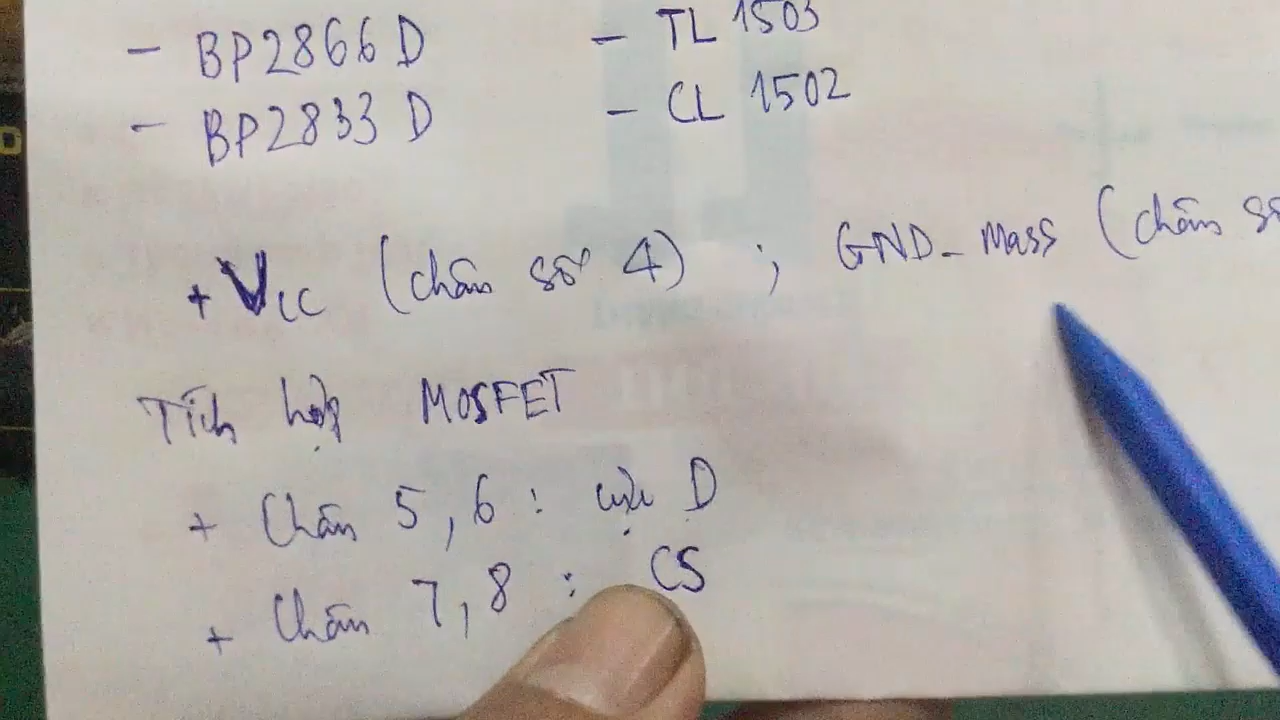 - BP2866D - TL 1503
- BP2833D - CL 1502
+ Vcc (chân số 4) ; GND - Mass (chân số
Tích hợp MOSFET
+ Chân 5, 6 : cực D
+ Chân 7, 8 : CS